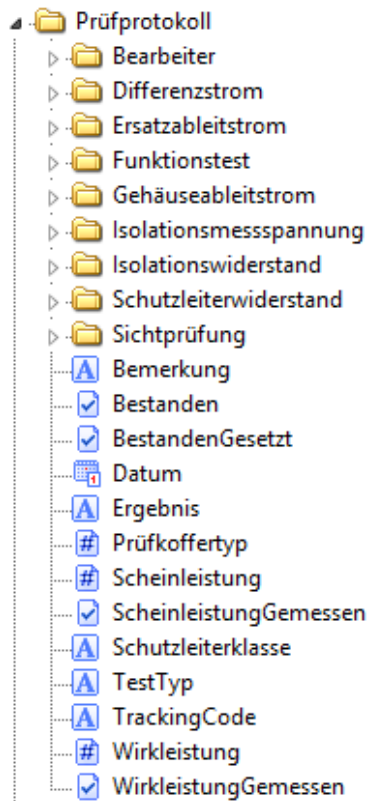 Prüfprotokoll
Bearbeiter
Differenzstrom
Ersatzableitstrom
Funktionstest
Gehäuseableitstrom
Isolationsmessspannung
Isolationswiderstand
Schutzleiterwiderstand
Sichtprüfung
Bemerkung
Bestanden
BestandenGesetzt
Datum
Ergebnis
Prüfkoffertyp
Scheinleistung
ScheinleistungGemessen
Schutzleiterklasse
TestTyp
TrackingCode
Wirkleistung
WirkleistungGemessen